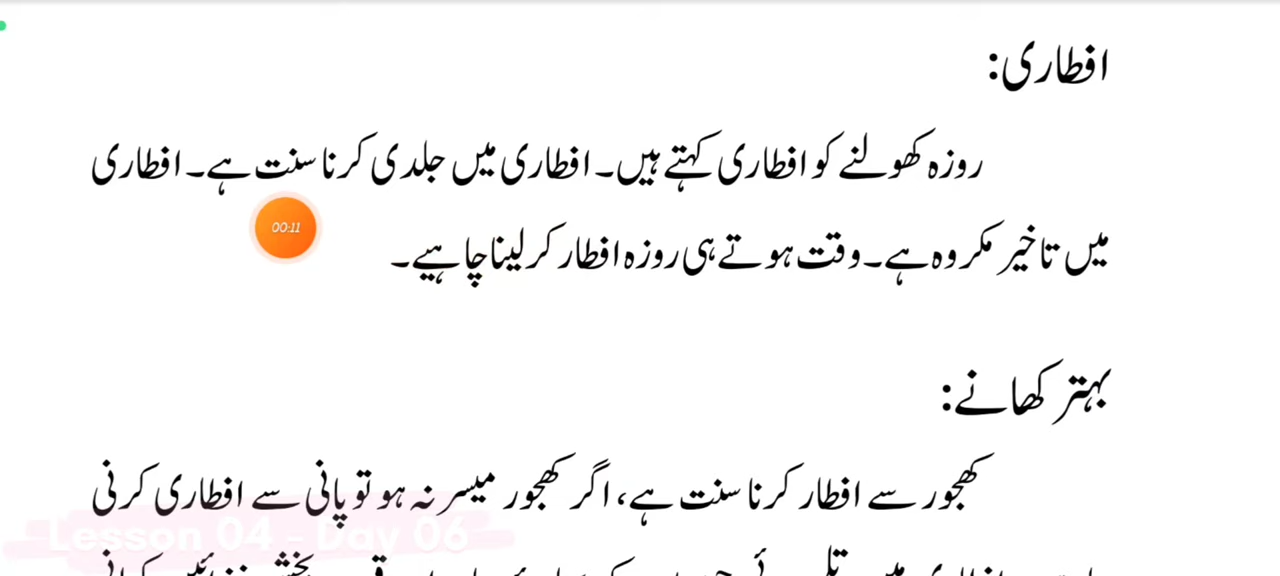 افطاری:
روزہ کھولنے کو افطاری کہتے ہیں۔ افطاری میں جلدی کرنا سنت ہے۔ افطاری
00:11
میں تاخیر مکروہ ہے۔ وقت ہوتے ہی روزہ افطار کر لینا چاہیے۔
بہتر کھانے:
کھجور سے افطار کرنا سنت ہے، اگر کھجور میسر نہ ہو تو پانی سے افطاری کرنی
Lesson 04 - Day 06